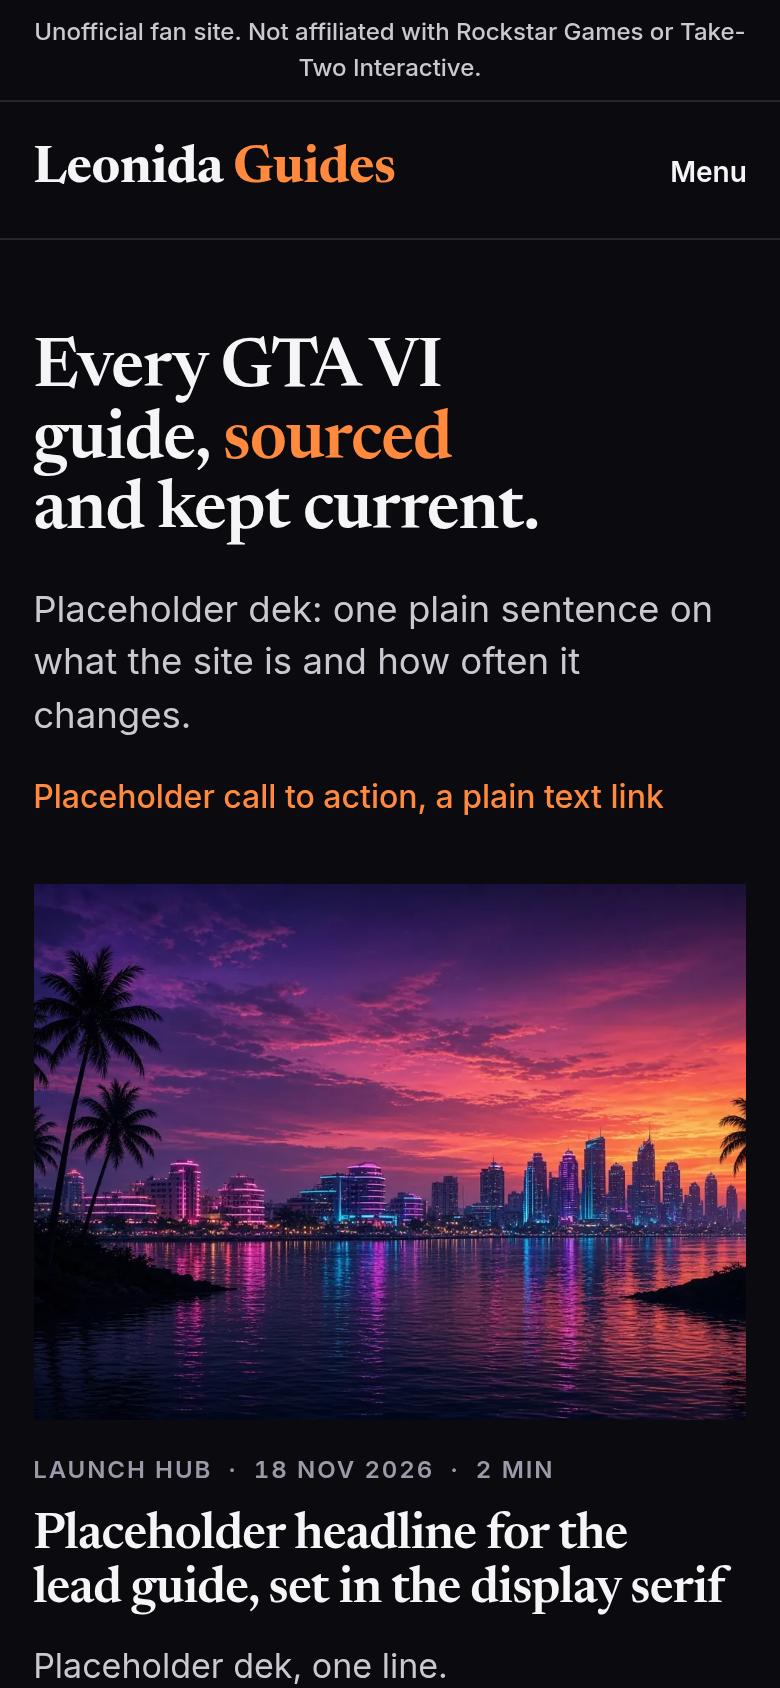 Unofficial fan site. Not affiliated with Rockstar Games or Take-
Two Interactive.
Leonida Guides
Menu
Every GTA VI
guide, sourced
and kept current.
Placeholder dek: one plain sentence on
what the site is and how often it
changes.
Placeholder call to action, a plain text link
LAUNCH HUB · 18 NOV 2026 · 2 MIN
Placeholder headline for the
lead guide, set in the display serif
Placeholder dek, one line.